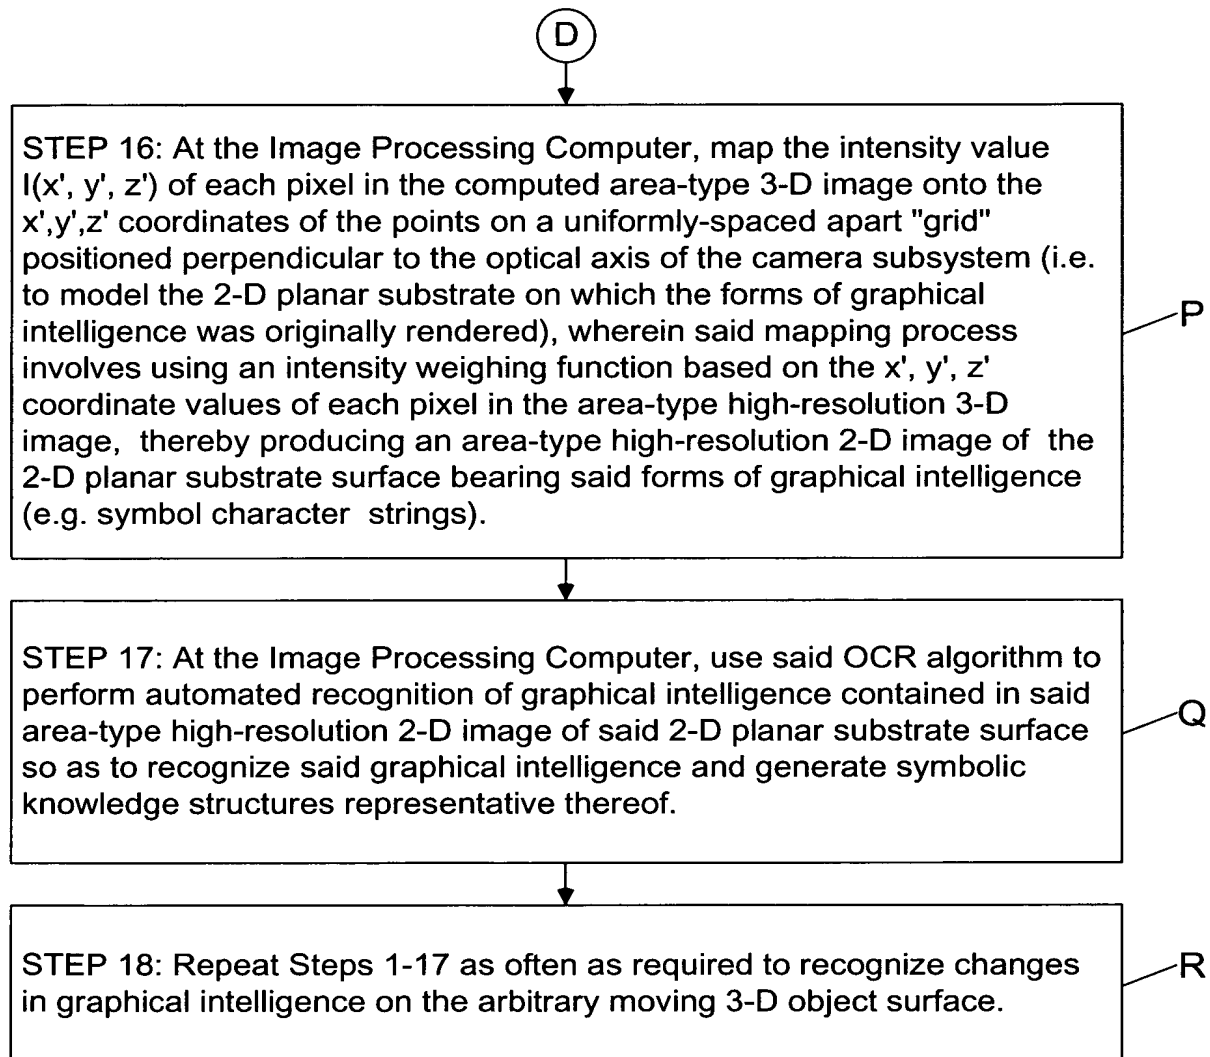 D
STEP 16: At the Image Processing Computer, map the intensity value
I(x', y', z') of each pixel in the computed area-type 3-D image onto the
x',y',z' coordinates of the points on a uniformly-spaced apart "grid"
positioned perpendicular to the optical axis of the camera subsystem (i.e.
to model the 2-D planar substrate on which the forms of graphical
intelligence was originally rendered), wherein said mapping process
involves using an intensity weighing function based on the x', y', z'
coordinate values of each pixel in the area-type high-resolution 3-D
image, thereby producing an area-type high-resolution 2-D image of the
2-D planar substrate surface bearing said forms of graphical intelligence
(e.g. symbol character strings).
P
STEP 17: At the Image Processing Computer, use said OCR algorithm to
perform automated recognition of graphical intelligence contained in said
area-type high-resolution 2-D image of said 2-D planar substrate surface
so as to recognize said graphical intelligence and generate symbolic
knowledge structures representative thereof.
Q
STEP 18: Repeat Steps 1-17 as often as required to recognize changes
in graphical intelligence on the arbitrary moving 3-D object surface.
R